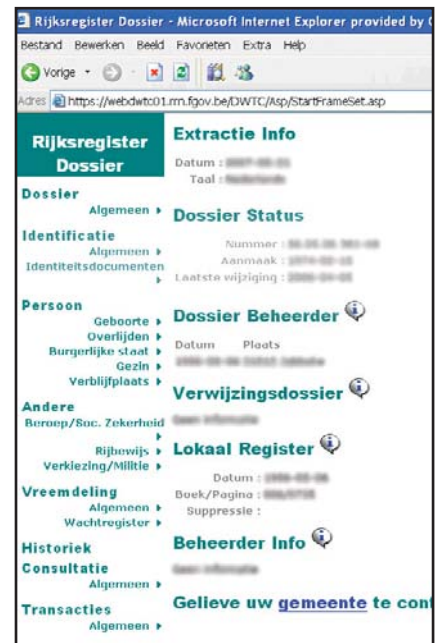 Rijksregister Dossier - Microsoft Internet Explorer provided by
Bestand Bewerken Beeld Favorieten Extra Help
Vorige
Adres https://webdwtc01.rrn.fgov.be/DWTC/Asp/StartFrameSet.asp
Rijksregister
Dossier
Dossier
Algemeen
Identificatie
Algemeen
Identiteitsdocumenten
Persoon
Geboorte
Overlijden
Burgerlijke staat
Gezin
Verblijfplaats
Andere
Beroep/Soc. Zekerheid
Rijbewijs
Verkiezing/Militie
Vreemdeling
Algemeen
Wachtregister
Historiek
Consultatie
Algemeen
Transacties
Algemeen
Extractie Info
Datum :
Taal :
Dossier Status
Nummer :
Aanmaak :
Laatste wijziging :
Dossier Beheerder
Datum Plaats
Verwijzingsdossier
Lokaal Register
Datum :
Boek/Pagina :
Suppressie :
Beheerder Info
Gelieve uw gemeente te cont